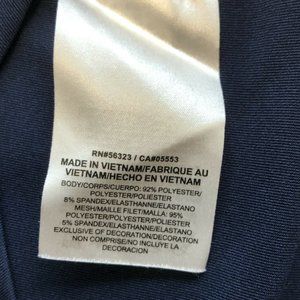 RN#56323 / CA#05553
MADE IN VIETNAM/FABRIQUE AU
VIETNAM/HECHO EN VIETNAM
BODY/CORPS/CUERPO: 92% POLYESTER/
POLYESTER/POLIESTER
8% SPANDEX/ELASTHANNE/ELASTANO
MESH/MAILLE FILET/MALLA: 95%
POLYESTER/POLYESTER/POLIESTER
5% SPANDEX/ELASTHANNE/ELASTANO
EXCLUSIVE OF DECORATION/DECORATION
NON COMPRISE/NO INCLUYE LA
DECORACION